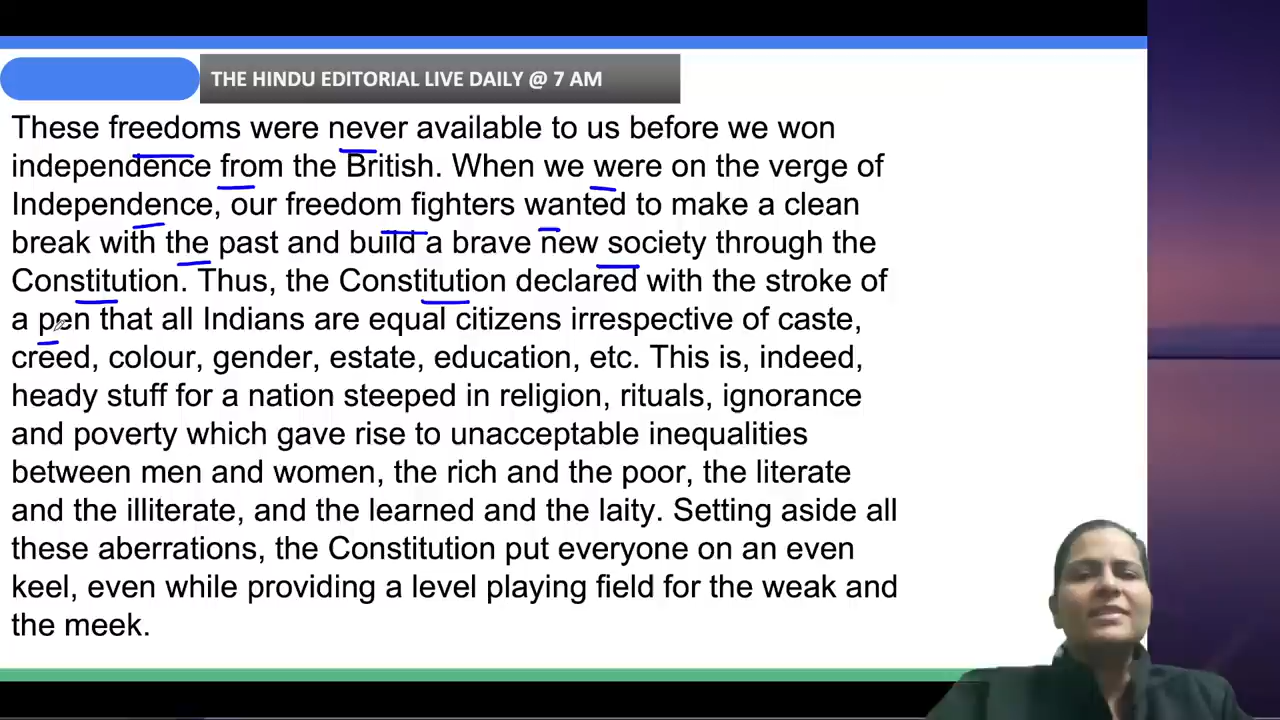 THE HINDU EDITORIAL LIVE DAILY @ 7 AM
These freedoms were never available to us before we won
independence from the British. When we were on the verge of
Independence, our freedom fighters wanted to make a clean
break with the past and build a brave new society through the
Constitution. Thus, the Constitution declared with the stroke of
a pen that all Indians are equal citizens irrespective of caste,
creed, colour, gender, estate, education, etc. This is, indeed,
heady stuff for a nation steeped in religion, rituals, ignorance
and poverty which gave rise to unacceptable inequalities
between men and women, the rich and the poor, the literate
and the illiterate, and the learned and the laity. Setting aside all
these aberrations, the Constitution put everyone on an even
keel, even while providing a level playing field for the weak and
the meek.